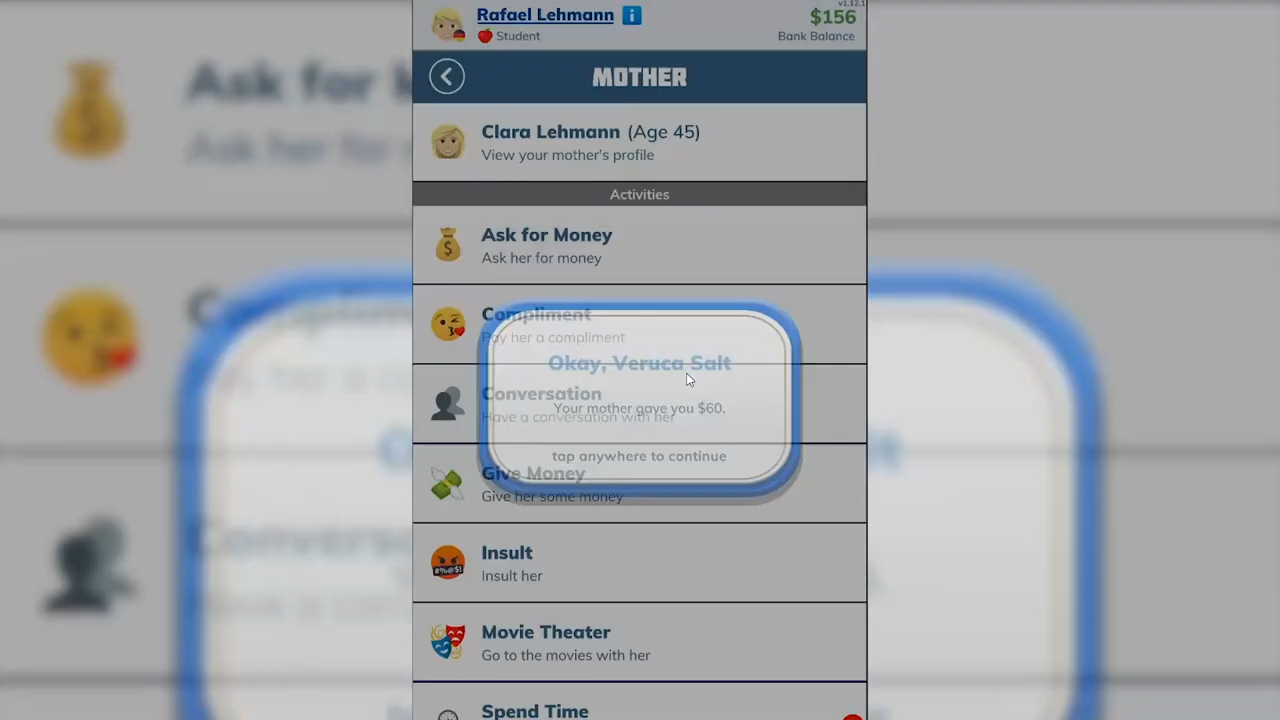 v1.12.1
Rafael Lehmann
$156
Student
Bank Balance
MOTHER
Clara Lehmann (Age 45)
View your mother's profile
Activities
Ask for Money
Ask her for money
Compliment
Pay her a compliment
Okay, Veruca Salt
Conversation
Your mother gave you $60.
Have a conversation with her
tap anywhere to continue
Give Money
Give her some money
Insult
Insult her
Movie Theater
Go to the movies with her
Spend Time